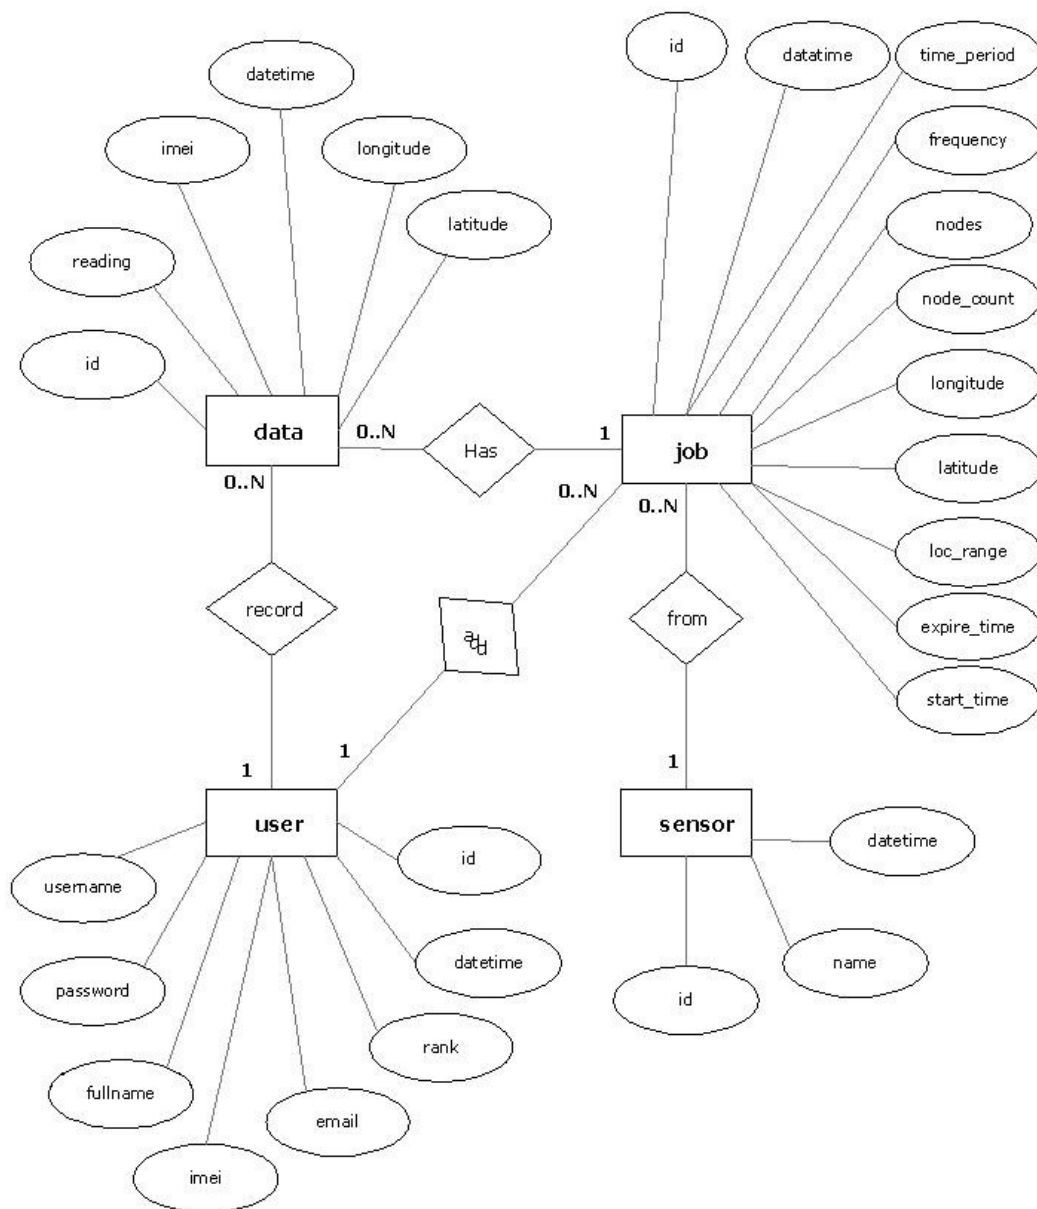 id
datatime
time_period
datetime
frequency
imei
longitude
nodes
latitude
reading
node_count
id
longitude
data
0..N
Has
1
job
latitude
0..N
0..N
0..N
loc_range
record
add
from
expire_time
start_time
1
1
1
user
sensor
datetime
id
username
datetime
name
password
id
rank
fullname
email
imei